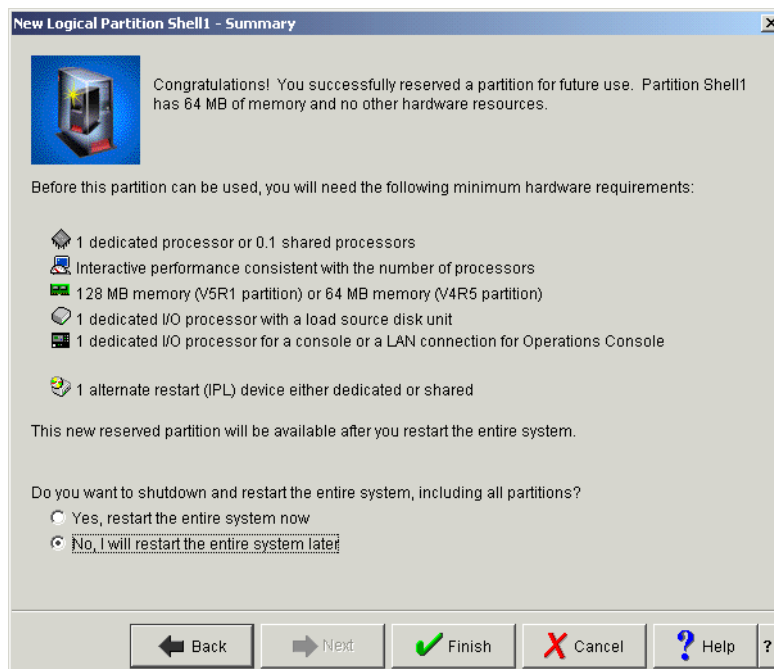 New Logical Partition Shell1 - Summary
Congratulations! You successfully reserved a partition for future use. Partition Shell1
has 64 MB of memory and no other hardware resources.
Before this partition can be used, you will need the following minimum hardware requirements:
1 dedicated processor or 0.1 shared processors
Interactive performance consistent with the number of processors
128 MB memory (V5R1 partition) or 64 MB memory (V4R5 partition)
1 dedicated I/O processor with a load source disk unit
1 dedicated I/O processor for a console or a LAN connection for Operations Console
1 alternate restart (IPL) device either dedicated or shared
This new reserved partition will be available after you restart the entire system.
Do you want to shutdown and restart the entire system, including all partitions?
Yes, restart the entire system now
No, I will restart the entire system later
Back Next Finish Cancel ? Help ?